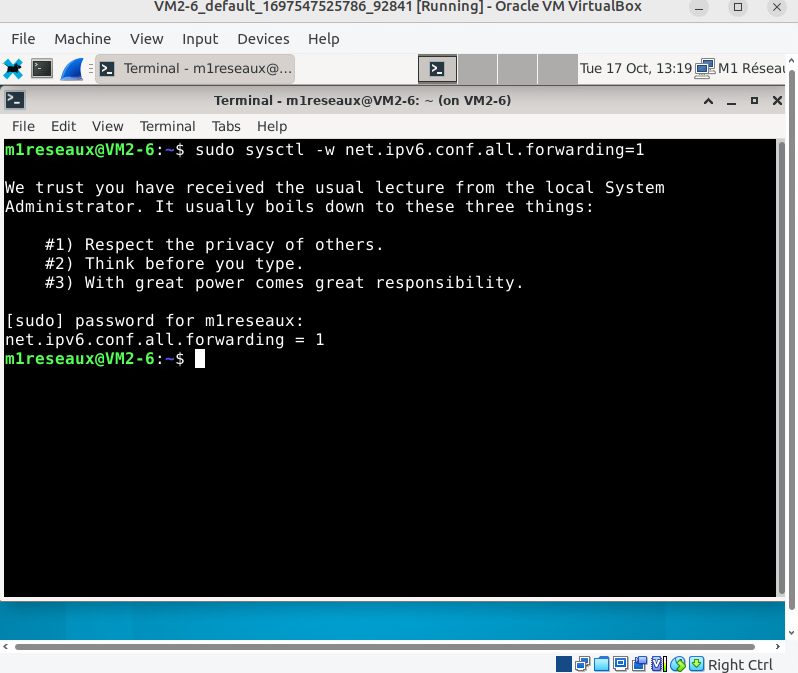 VM2-6_default_1697547525786_92841 [Running] - Oracle VM VirtualBox
File Machine View Input Devices Help
Terminal - m1reseaux@... Tue 17 Oct, 13:19 M1 Réseau
Terminal - m1reseaux@VM2-6: ~ (on VM2-6)
File Edit View Terminal Tabs Help
m1reseaux@VM2-6:~$ sudo sysctl -w net.ipv6.conf.all.forwarding=1
We trust you have received the usual lecture from the local System
Administrator. It usually boils down to these three things:
#1) Respect the privacy of others.
#2) Think before you type.
#3) With great power comes great responsibility.
[sudo] password for m1reseaux:
net.ipv6.conf.all.forwarding = 1
m1reseaux@VM2-6:~$
Right Ctrl